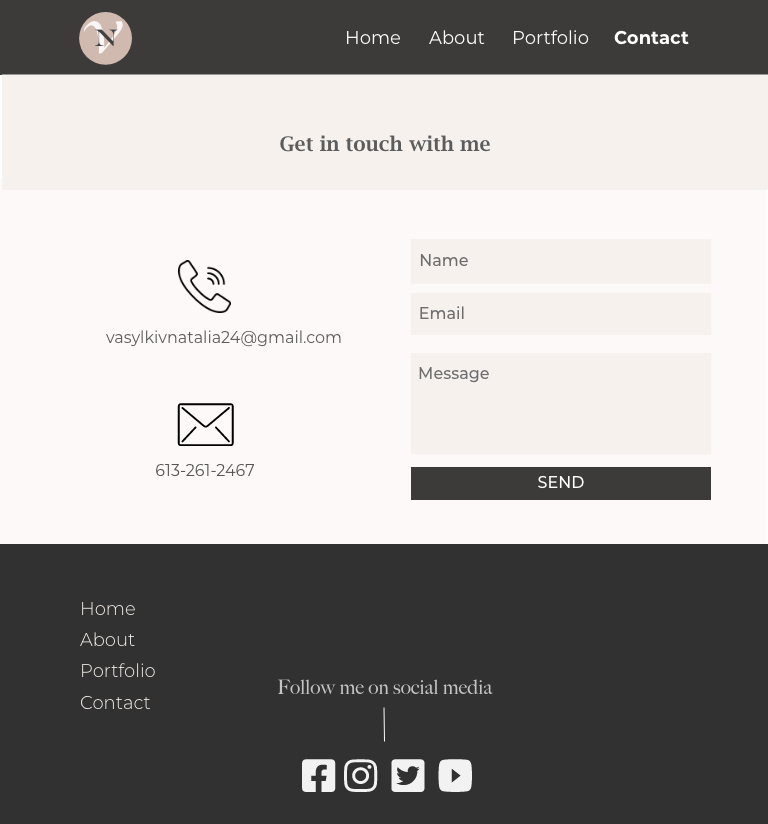 N
Home About Portfolio Contact
Get in touch with me
Name
Email
Message
SEND
vasylkivnatalia24@gmail.com
613-261-2467
Home
About
Portfolio
Contact
Follow me on social media